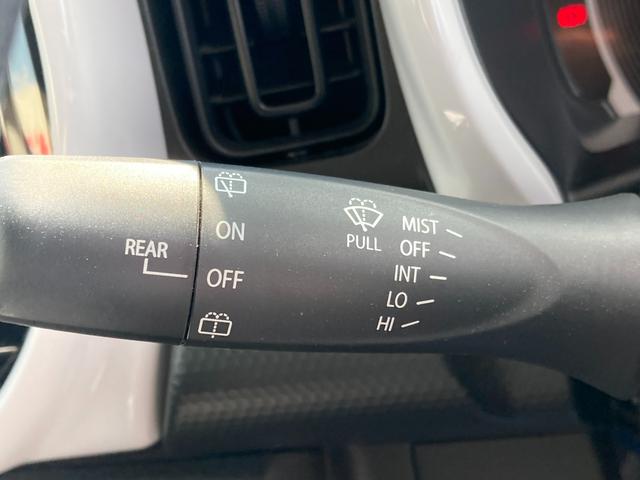 REAR
ON
OFF
PULL
MIST
OFF
INT
LO
HI